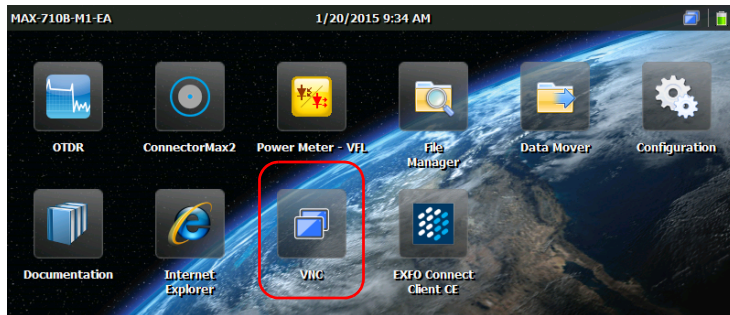 MAX-710B-M1-EA 1/20/2015 9:34 AM
OTDR ConnectorMax2 Power Meter - VFL File Manager Data Mover Configuration
Documentation Internet Explorer VNC EXFO Connect Client CE